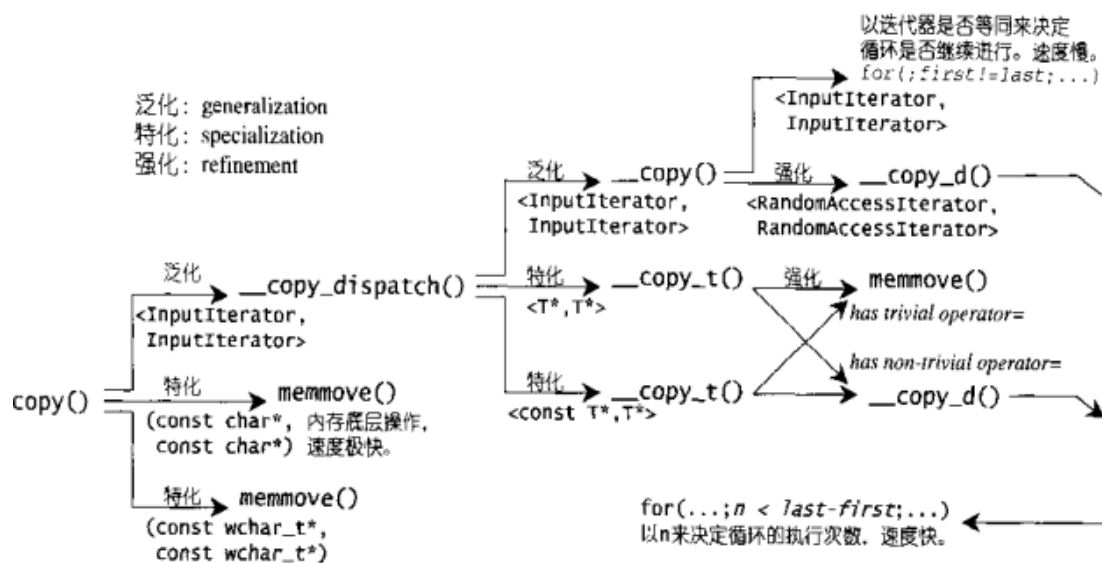 以迭代器是否等同来决定
循环是否继续进行。速度慢。
for(;first!=last;...)
<InputIterator,
InputIterator>
泛化: generalization
特化: specialization
强化: refinement
泛化
__copy()
<InputIterator,
InputIterator>
强化
__copy_d()
<RandomAccessIterator,
RandomAccessIterator>
泛化
__copy_dispatch()
<InputIterator,
InputIterator>
特化
__copy_t()
<T*,T*>
强化
memmove()
has trivial operator=
has non-trivial operator=
特化
__copy_t()
<const T*,T*>
__copy_d()
copy()
特化
memmove()
(const char*, 内存底层操作,
const char*) 速度极快。
特化
memmove()
(const wchar_t*,
const wchar_t*)
for(...;n < last-first;...)
以n来决定循环的执行次数，速度快。